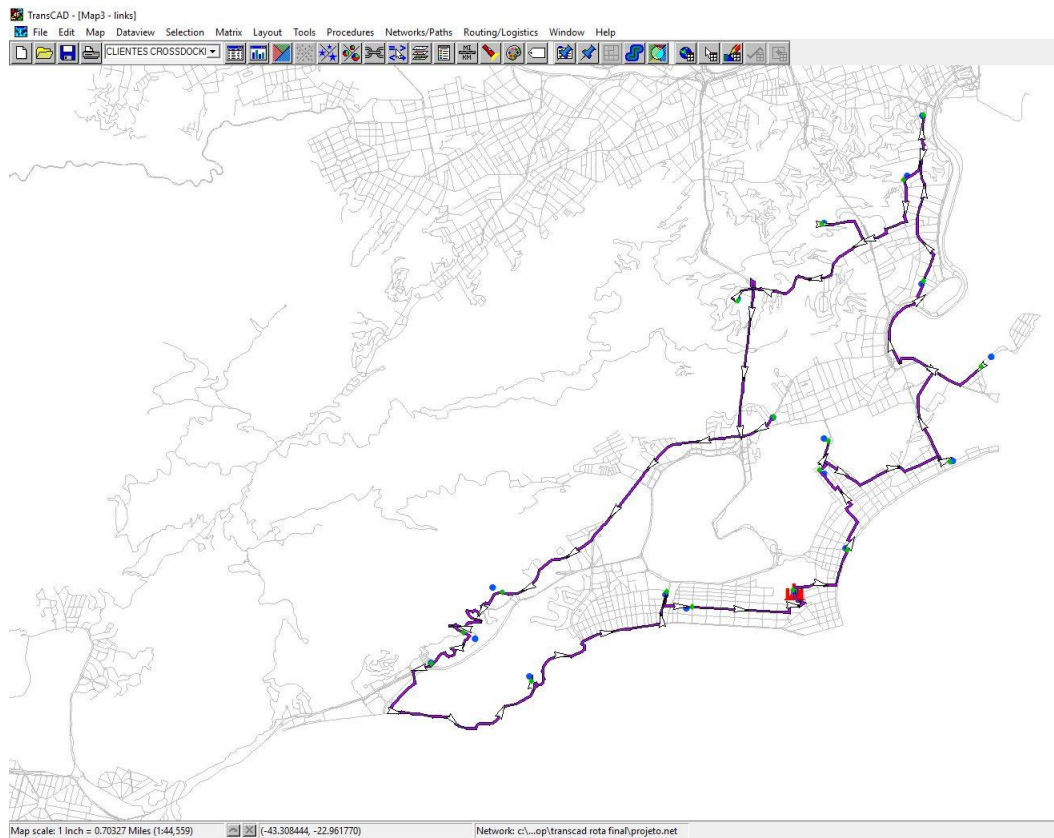 TransCAD - [Map3 - links]
File Edit Map Dataview Selection Matrix Layout Tools Procedures Networks/Paths Routing/Logistics Window Help
CLIENTES CROSSDOCKI
MI
KM
Map scale: 1 Inch = 0.70327 Miles (1:44,559) (-43.308444, -22.961770) Network: c:\...op\transcad rota final\projeto.net